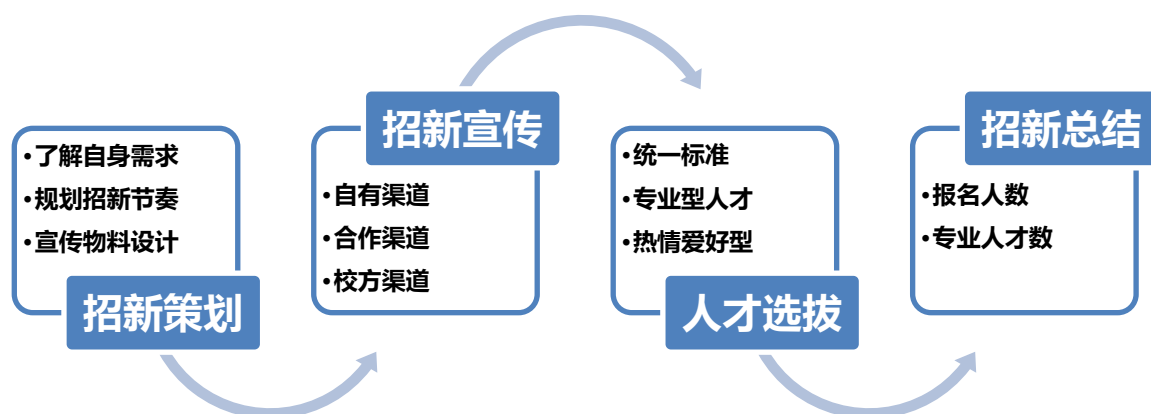 •了解自身需求
•规划招新节奏
•宣传物料设计
招新策划
招新宣传
•自有渠道
•合作渠道
•校方渠道
•统一标准
•专业型人才
•热情爱好型
人才选拔
招新总结
•报名人数
•专业人才数